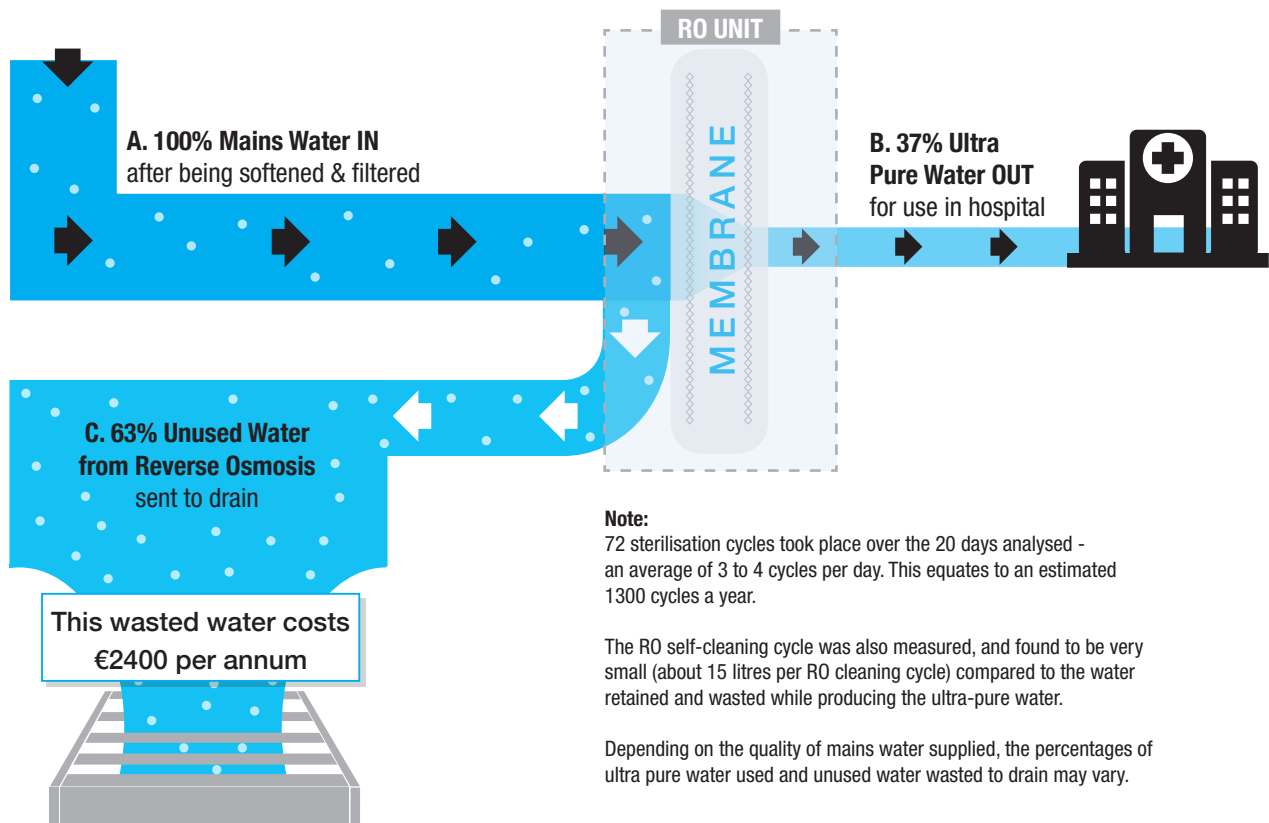 RO UNIT
A. 100% Mains Water IN
after being softened & filtered
MEMBRANE
B. 37% Ultra
Pure Water OUT
for use in hospital
C. 63% Unused Water
from Reverse Osmosis
sent to drain
This wasted water costs
€2400 per annum
Note:
72 sterilisation cycles took place over the 20 days analysed -
an average of 3 to 4 cycles per day. This equates to an estimated
1300 cycles a year.
The RO self-cleaning cycle was also measured, and found to be very
small (about 15 litres per RO cleaning cycle) compared to the water
retained and wasted while producing the ultra-pure water.
Depending on the quality of mains water supplied, the percentages of
ultra pure water used and unused water wasted to drain may vary.